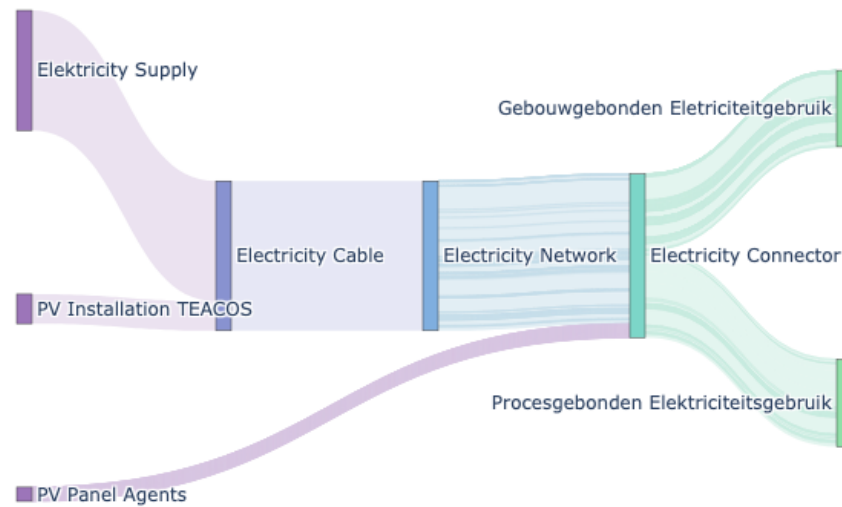 Elektricity Supply
Gebouwgebonden Eletriciteitgebruik
Electricity Cable
Electricity Network
Electricity Connector
PV Installation TEACOS
Procesgebonden Elektriciteitsgebruik
PV Panel Agents